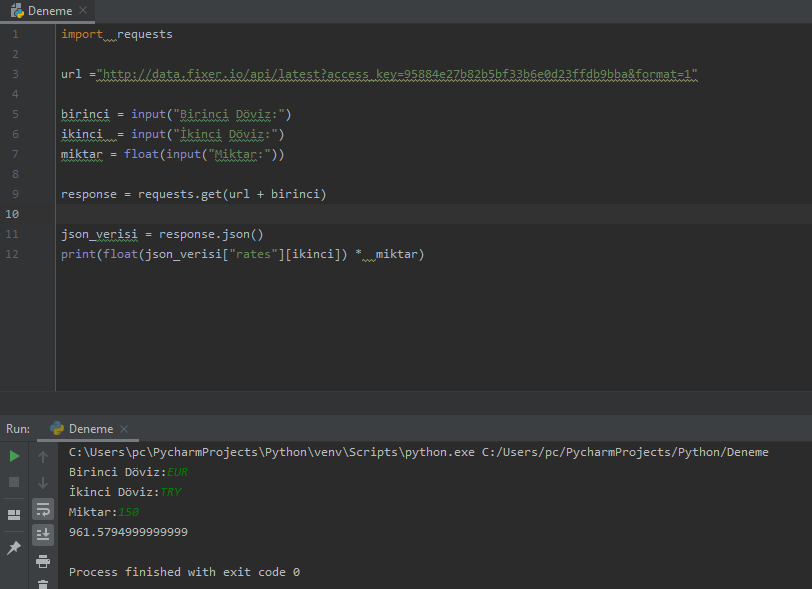 Deneme
1 import requests
2
3 url ="http://data.fixer.io/api/latest?access_key=95884e27b82b5bf33b6e0d23ffdb9bba&format=1"
4
5 birinci = input("Birinci Döviz:")
6 ikinci = input("İkinci Döviz:")
7 miktar = float(input("Miktar:"))
8
9 response = requests.get(url + birinci)
10
11 json_verisi = response.json()
12 print(float(json_verisi["rates"][ikinci]) * miktar)
Run: Deneme
C:\Users\pc\PycharmProjects\Python\venv\Scripts\python.exe C:/Users/pc/PycharmProjects/Python/Deneme
Birinci Döviz:EUR
İkinci Döviz:TRY
Miktar:150
961.5794999999999
Process finished with exit code 0